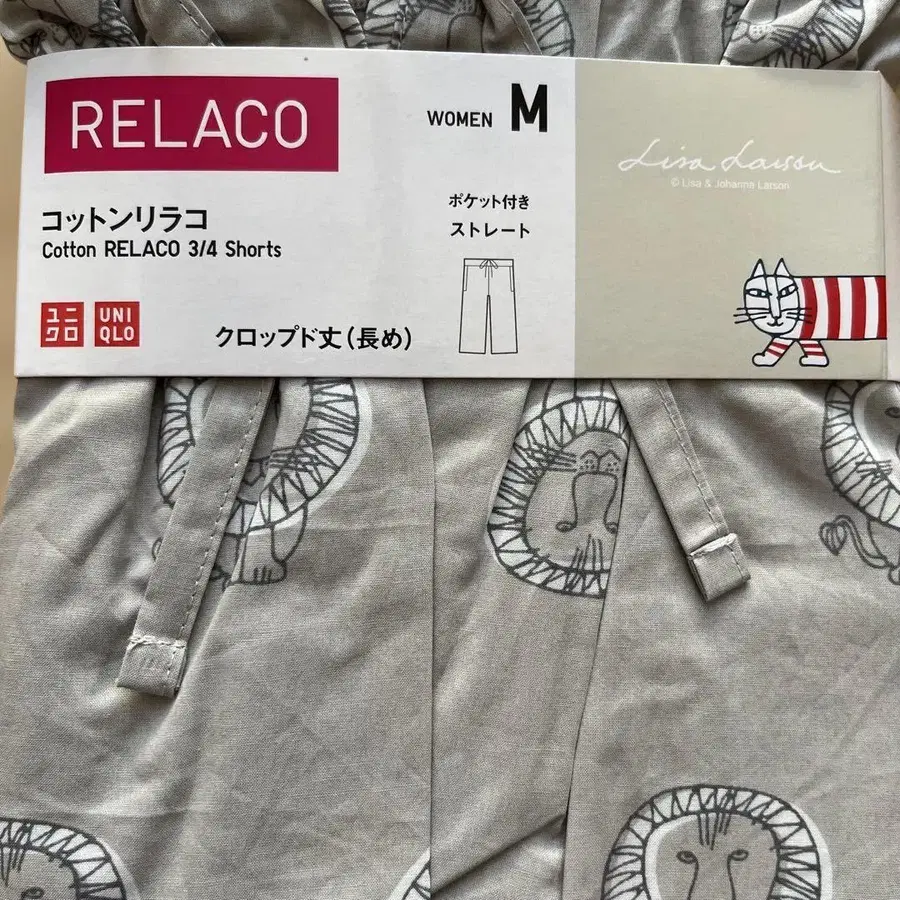 RELACO
WOMEN M
Lisa Larson
© Lisa & Johanna Larson
コットンリラコ
Cotton RELACO 3/4 Shorts
ポケット付き
ストレート
ユニ
クロ
UNI
QLO
クロップド丈(長め)